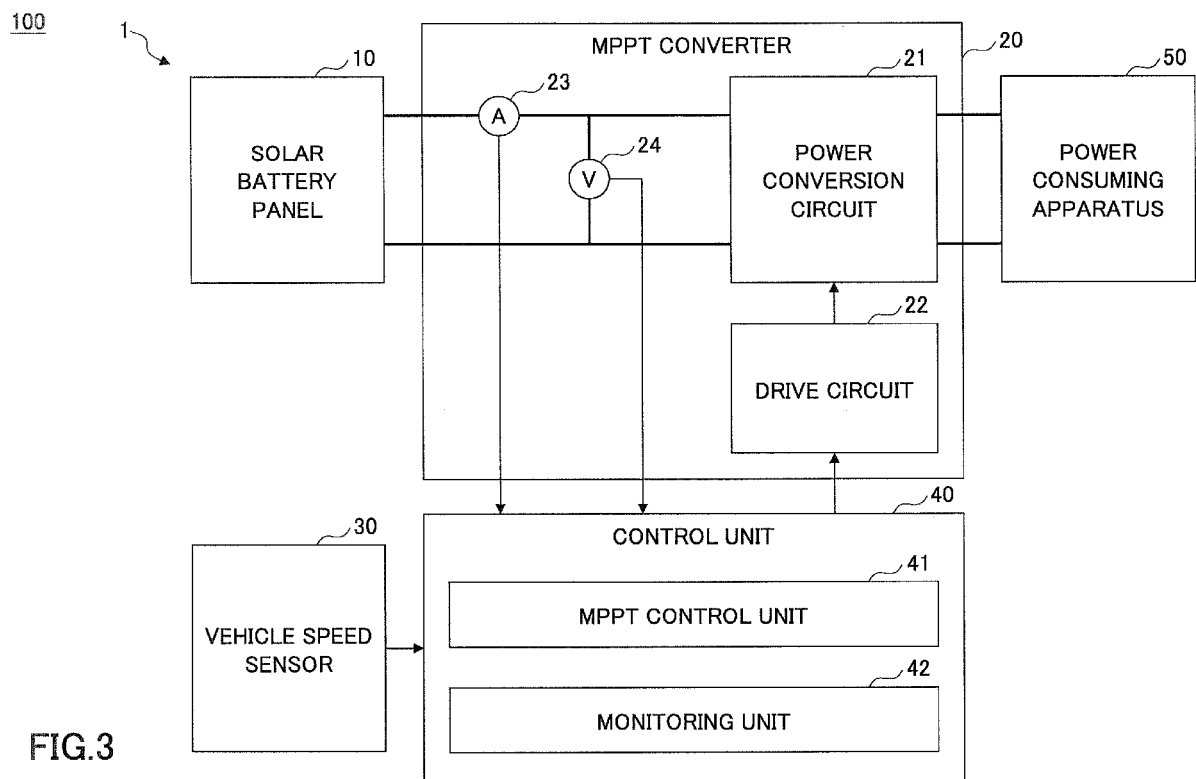 100
1
10
SOLAR
BATTERY
PANEL
MPPT CONVERTER
20
23
A
24
V
21
POWER
CONVERSION
CIRCUIT
50
POWER
CONSUMING
APPARATUS
22
DRIVE CIRCUIT
30
VEHICLE SPEED
SENSOR
40
CONTROL UNIT
41
MPPT CONTROL UNIT
42
MONITORING UNIT
FIG.3